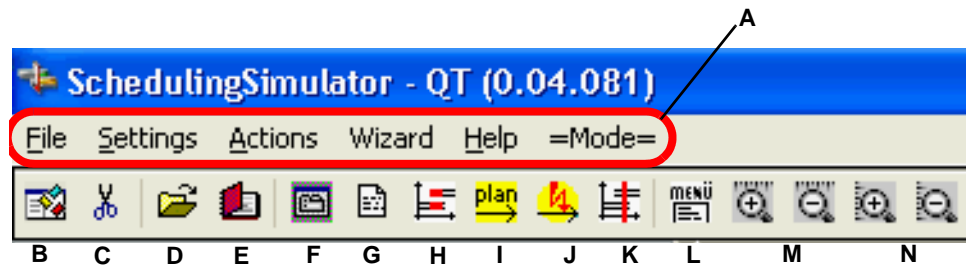 A
SchedulingSimulator - QT (0.04.081)
File Settings Actions Wizard Help =Mode=
plan MENÜ
B C D E F G H I J K L M N